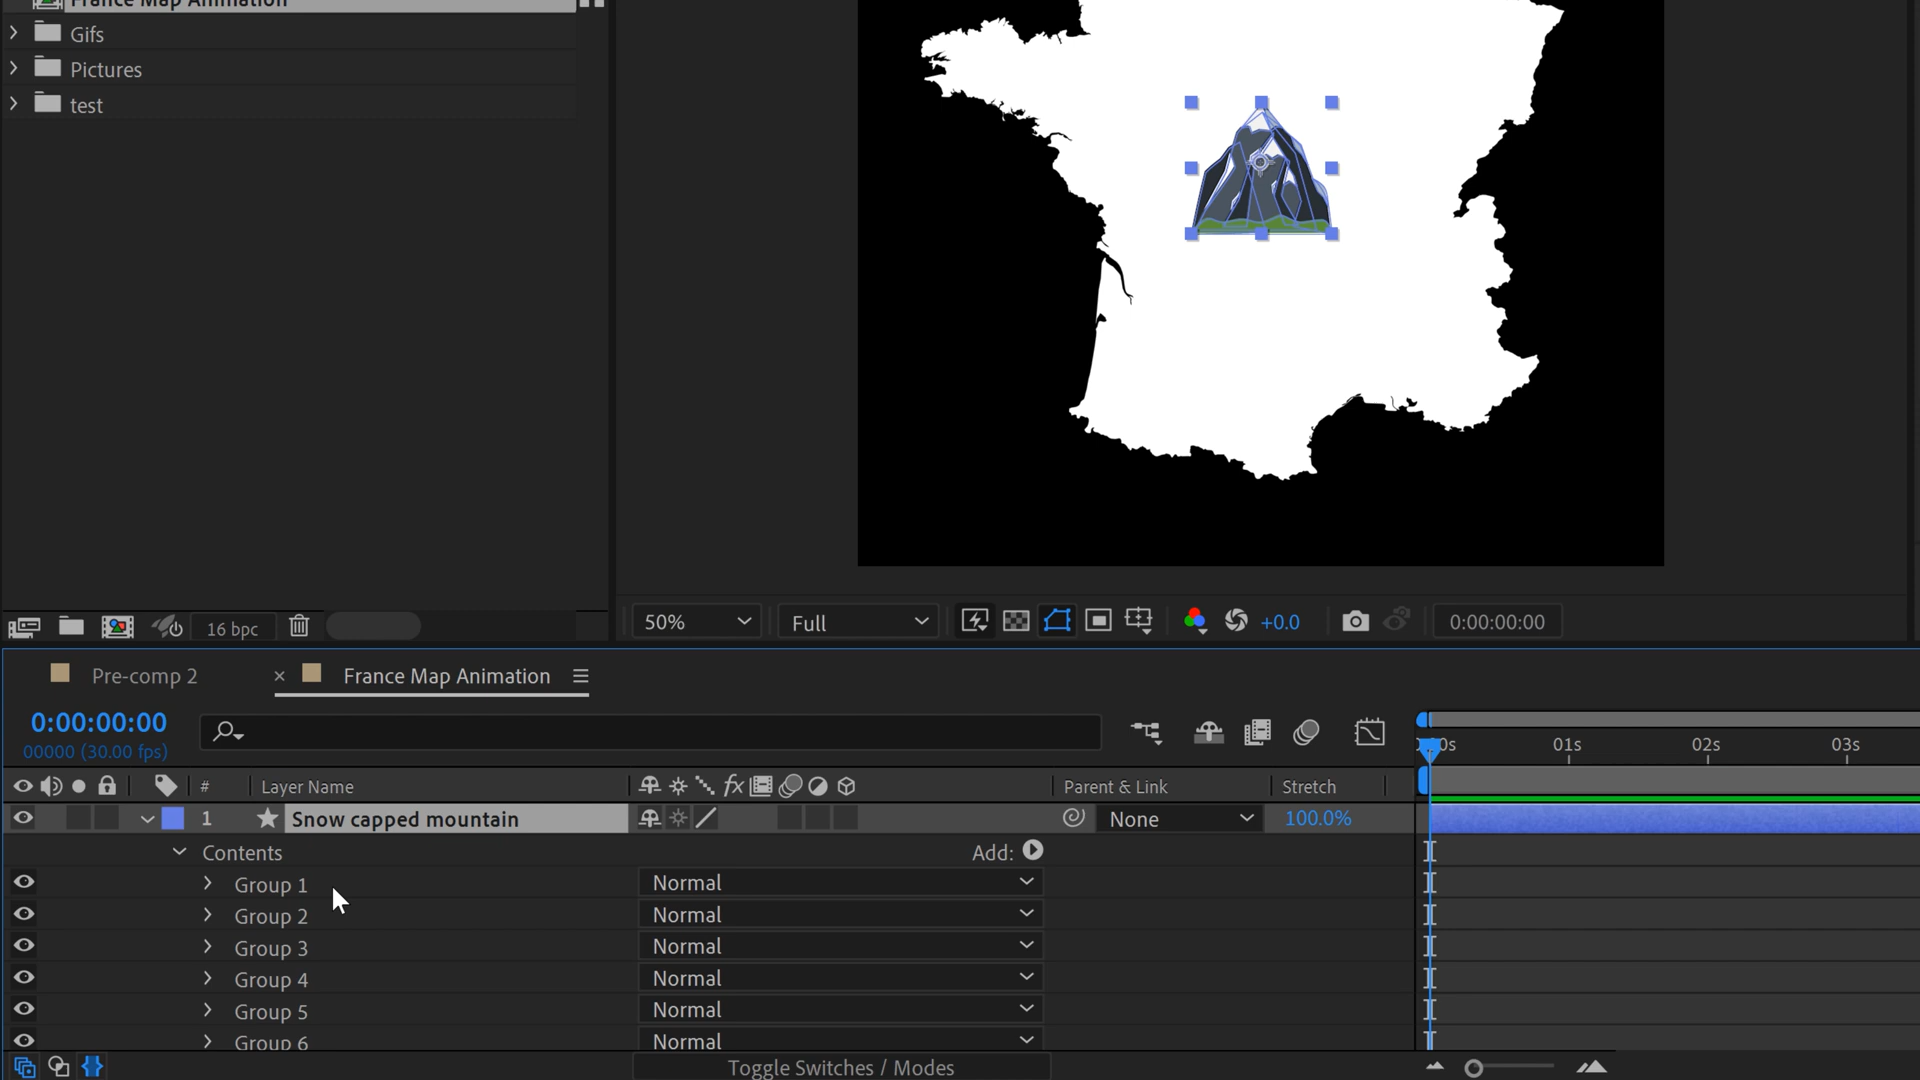 France Map Animation
Gifs
Pictures
test
16 bpc
50%
Full
+0.0
0:00:00:00
Pre-comp 2
× France Map Animation
0:00:00:00
00000 (30.00 fps)
:00s 01s 02s 03s
# Layer Name fx Parent & Link Stretch
1 Snow capped mountain None 100.0%
Contents Add:
Group 1 Normal
Group 2 Normal
Group 3 Normal
Group 4 Normal
Group 5 Normal
Group 6 Normal
Toggle Switches / Modes